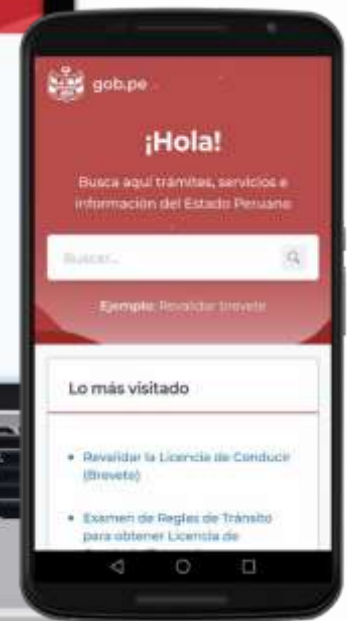 gob.pe
¡Hola!
Busca aquí trámites, servicios e
información del Estado Peruano
Buscar...
Ejemplo: Revalidar brevete
Lo más visitado
Revalidar la Licencia de Conducir
(Brevete)
Examen de Reglas de Tránsito
para obtener Licencia de